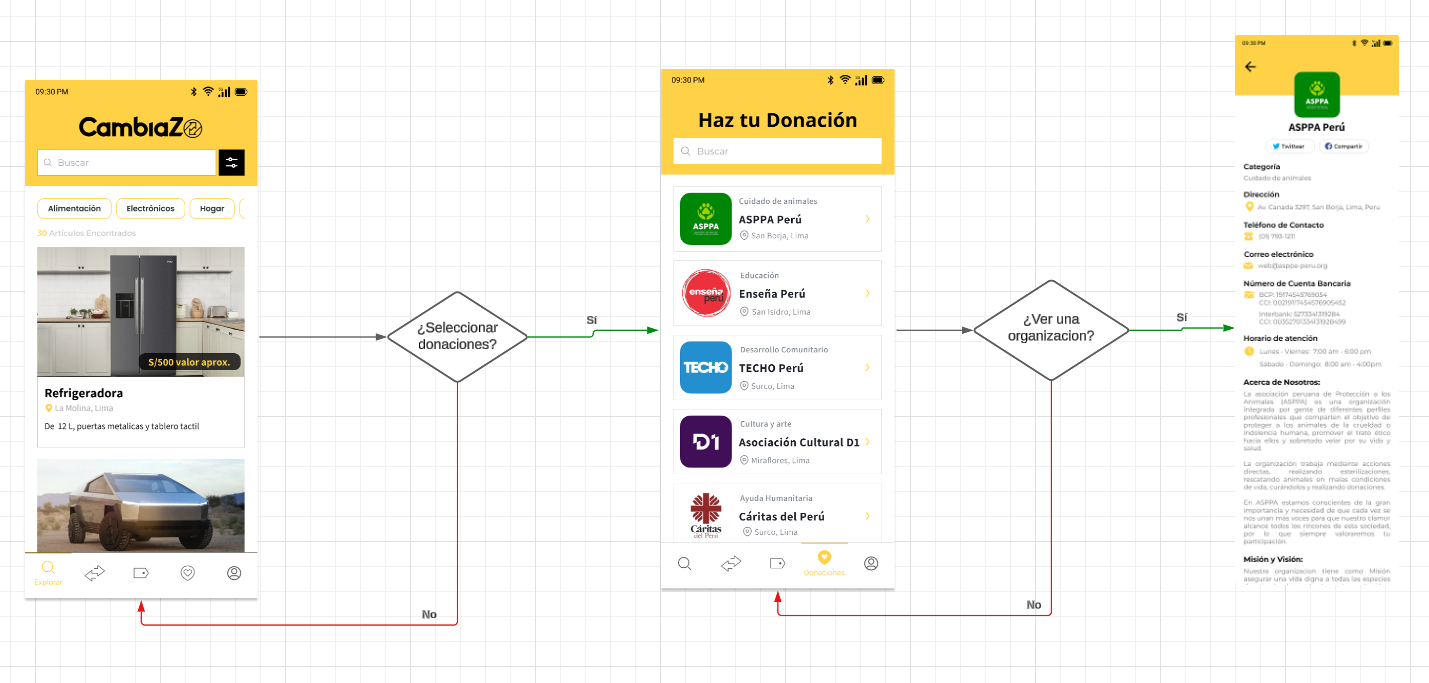 09:30 PM
CambiaZ
Buscar
Alimentación
Electrónicos
Hogar
30 Artículos Encontrados
S/500 valor aprox.
Refrigeradora
La Molina, Lima
De 12 L, puertas metalicas y tablero tactil
Explorar
¿Seleccionar
donaciones?
Sí
No
09:30 PM
Haz tu Donación
Buscar
ASPPA
Cuidado de animales
ASPPA Perú
San Borja, Lima
enseña
perú
Educación
Enseña Perú
San Isidro, Lima
TECHO
Desarrollo Comunitario
TECHO Perú
Surco, Lima
D1
Cultura y arte
Asociación Cultural D1
Miraflores, Lima
Cáritas
del Perú
Ayuda Humanitaria
Cáritas del Perú
Surco, Lima
Donaciones
¿Ver una
organizacion?
Sí
No
09:30 PM
ASPPA
ASPPA Perú
Twittear
Compartir
Categoría
Cuidado de animales
Dirección
Av. Canada 3297, San Borja, Lima, Peru
Teléfono de Contacto
(01) 793-1211
Correo electrónico
web@asppa-peru.org
Número de Cuenta Bancaria
BCP:
CCI:
Interbank:
CCI:
Horario de atención
Lunes - Viernes: 7:00 am - 6:00 pm
Sábado - Domingo: 8:00 am - 4:00pm
Acerca de Nosotros:
La asociación peruana de Protección a los
Animales (ASPPA) es una organización
integrada por gente de diferentes perfiles
profesionales que comparten el objetivo de
proteger a los animales de la crueldad o
indolencia humana, promover el trato ético
hacia ellos y sobretodo velar por su vida y
salud.
La organización trabaja mediante acciones
directas, realizando esterilizaciones,
rescatando animales en malas condiciones
de vida, curándolos y realizando donaciones.
En ASPPA estamos conscientes de la gran
importancia y necesidad de que cada vez se
nos unan más voces para que nuestro clamor
alcance todos los rincones de esta sociedad,
por lo que siempre valoraremos tu
participación.
Misión y Visión:
Nuestra organizacion tiene como Misión
asegurar una vida digna a todas las especies